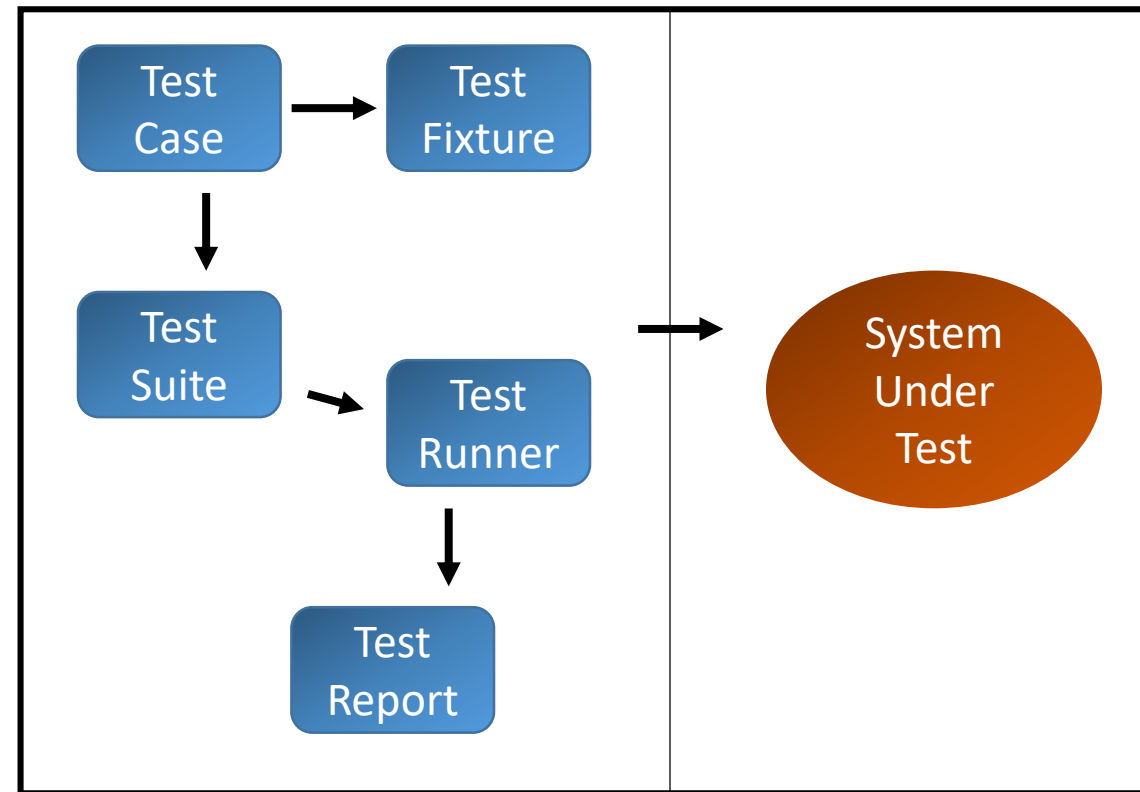 Test
Case
Test
Fixture
Test
Suite
Test
Runner
System
Under
Test
Test
Report